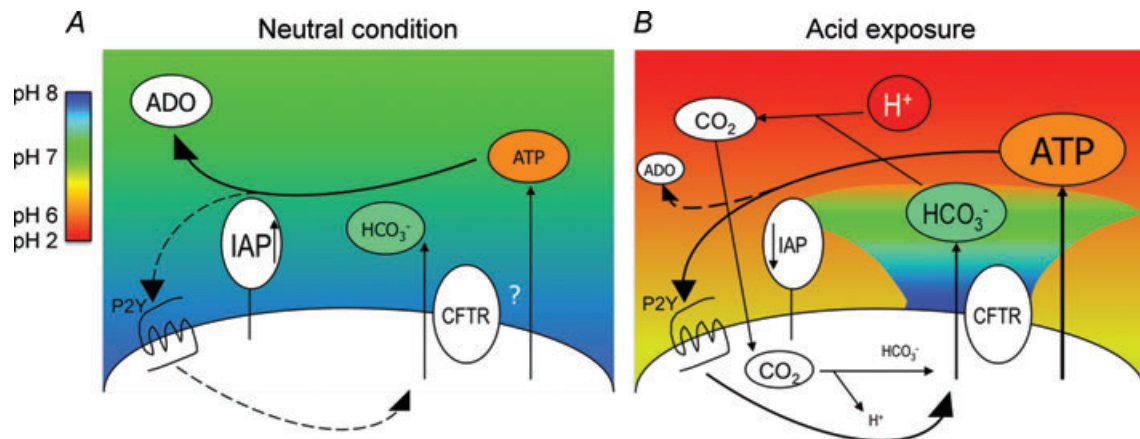 A
Neutral condition
pH 8
pH 7
pH 6
pH 2
ADO
ATP
IAP
HCO₃⁻
?
P2Y
CFTR
B
Acid exposure
H⁺
CO₂
ADO
ATP
HCO₃⁻
IAP
P2Y
CFTR
CO₂
HCO₃⁻
H⁺